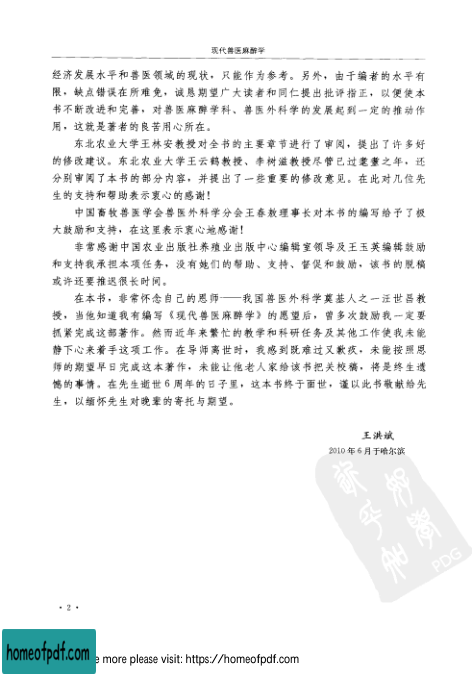 现代兽医麻醉学
经济发展水平和兽医领域的现状，只能作为参考。另外，由于编者的水平有
限，缺点错误在所难免，诚恳期望广大读者和同仁提出批评指正，以便使本
书不断改进和完善，对兽医麻醉学科、兽医外科学的发展起到一定的推动作
用，这就是著者的良苦用心所在。
东北农业大学王林安教授对全书的主要章节进行了审阅，提出了许多好
的修改建议。东北农业大学王云鹤教授、李树滋教授尽管已过耄耋之年，还
分别审阅了本书的部分内容，并提出了一些重要的修改意见。在此对几位先
生的支持和帮助表示衷心的感谢！
中国畜牧兽医学会兽医外科学分会王春敖理事长对本书的编写给予了极
大鼓励和支持，在这里表示衷心地感谢！
非常感谢中国农业出版社养殖业出版中心编辑室领导及王玉英编辑鼓励
和支持我承担本项任务，没有她们的帮助、支持、督促和鼓励，该书的脱稿
或许还要推迟很长时间。
在本书，非常怀念自己的恩师——我国兽医外科学奠基人之一汪世昌教
授，当他知道我有编写《现代兽医麻醉学》的愿望后，曾多次鼓励我一定要
抓紧完成这部著作。然而近年来繁忙的教学和科研任务及其他工作使我未能
静下心来着手这项工作。在导师离世时，我感到既难过又歉疚，未能按照恩
师的期望早日完成这本著作，未能让他老人家给该书把关校稿，将是终生遗
憾的事情。在先生逝世6周年的日子里，这本书终于面世，谨以此书敬献给先
生，以缅怀先生对晚辈的寄托与期望。
王洪斌
2010年6月于哈尔滨
PDG
· 2 ·
homeofpdf.com
e more please visit: https://homeofpdf.com